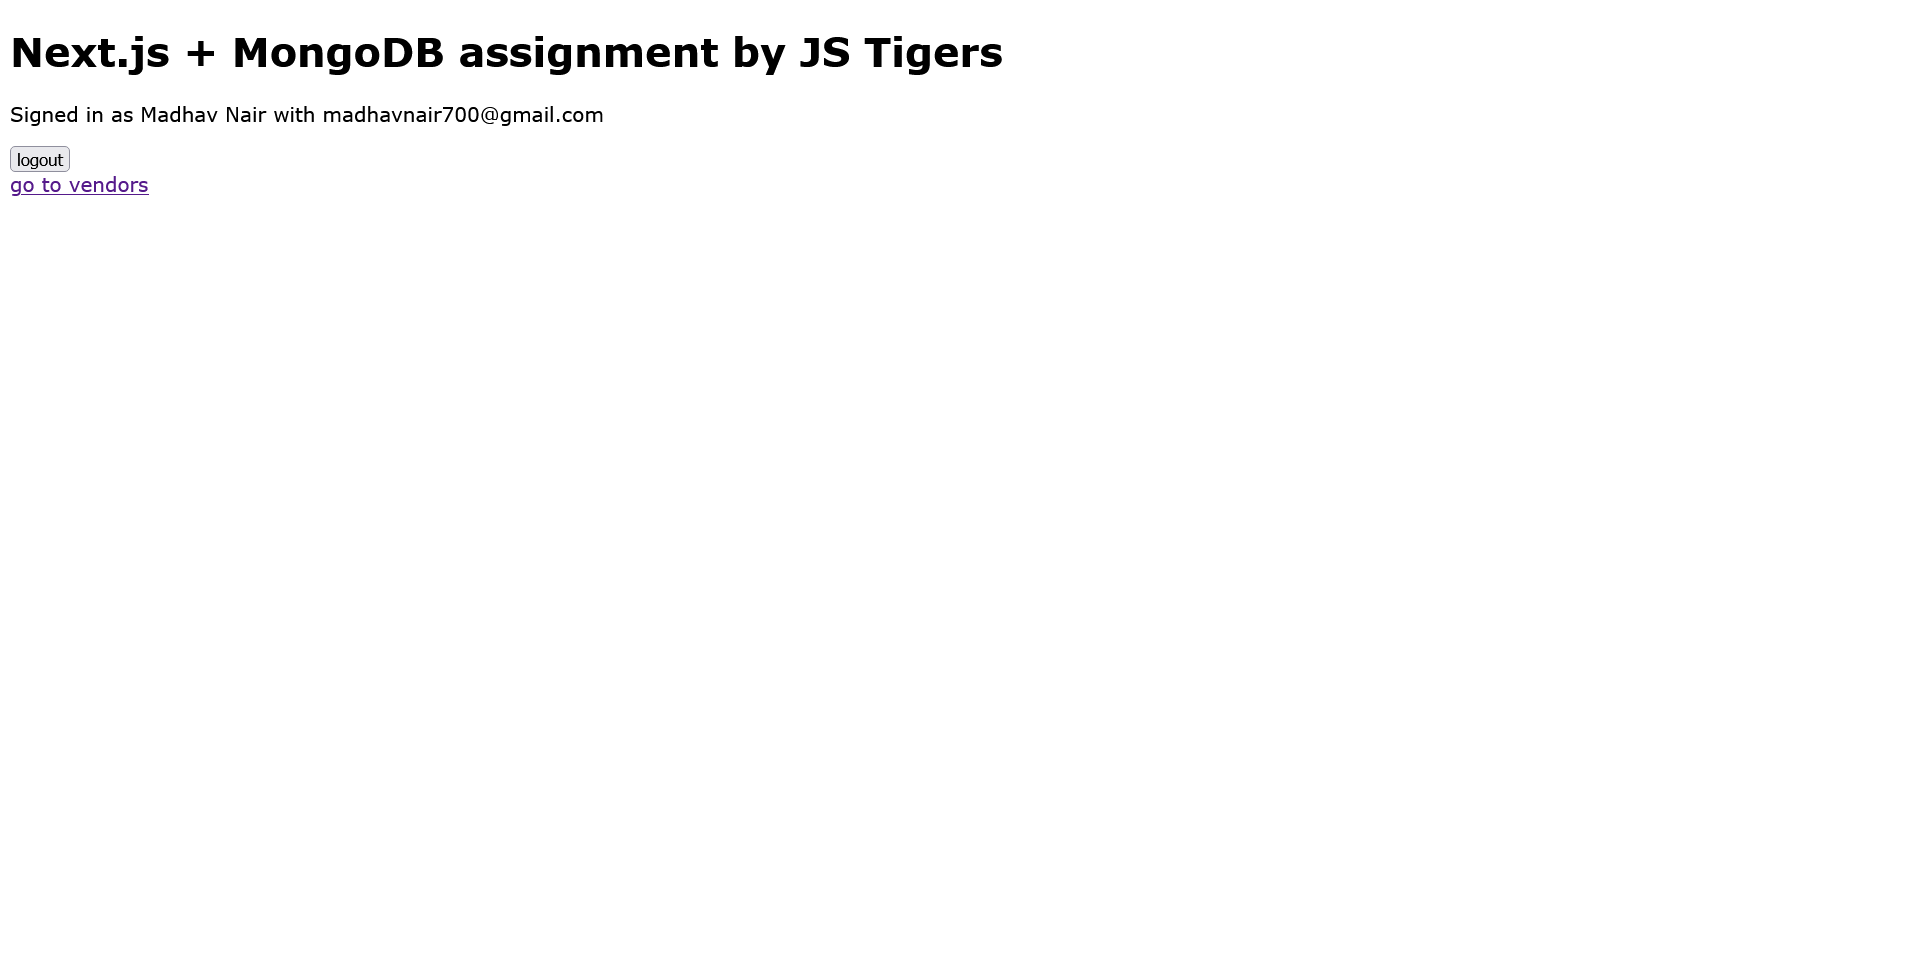 Next.js + MongoDB assignment by JS Tigers
Signed in as Madhav Nair with madhavnair700@gmail.com
logout
go to vendors